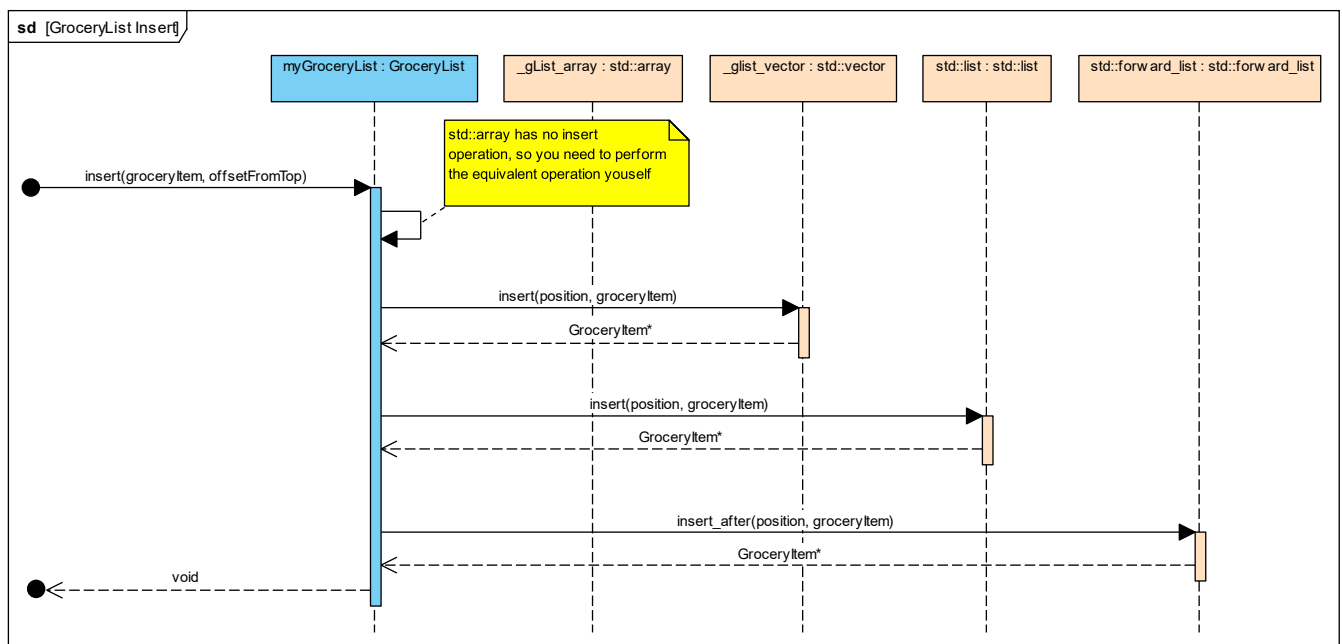 sd [GroceryList Insert]
myGroceryList : GroceryList
_gList_array : std::array
_glist_vector : std::vector
std::list : std::list
std::forward_list : std::forward_list
std::array has no insert
operation, so you need to perform
the equivalent operation youself
insert(groceryItem, offsetFromTop)
insert(position, groceryItem)
GroceryItem*
insert(position, groceryItem)
GroceryItem*
insert_after(position, groceryItem)
GroceryItem*
void